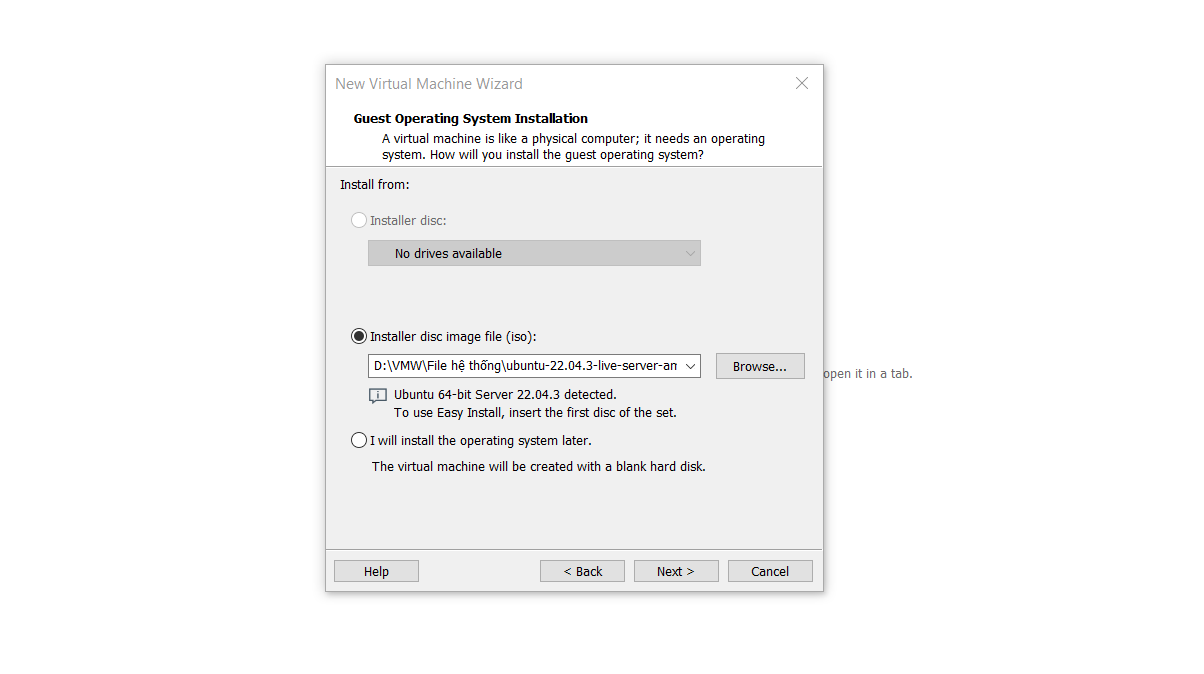 New Virtual Machine Wizard
Guest Operating System Installation
A virtual machine is like a physical computer; it needs an operating
system. How will you install the guest operating system?
Install from:
Installer disc:
No drives available
Installer disc image file (iso):
D:\VMW\File hệ thống\ubuntu-22.04.3-live-server-am
Browse...
open it in a tab.
Ubuntu 64-bit Server 22.04.3 detected.
To use Easy Install, insert the first disc of the set.
I will install the operating system later.
The virtual machine will be created with a blank hard disk.
Help
< Back
Next >
Cancel